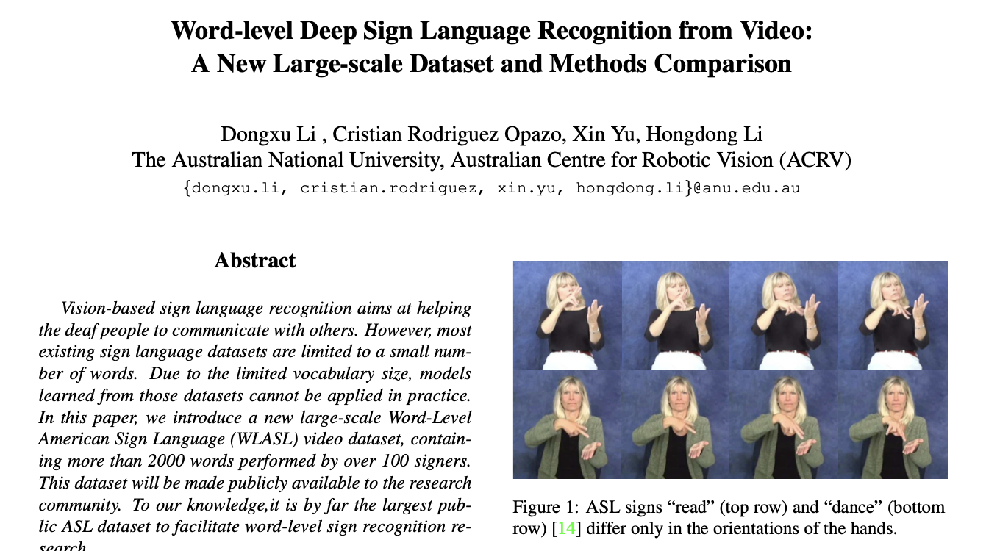 Word-level Deep Sign Language Recognition from Video:
A New Large-scale Dataset and Methods Comparison
Dongxu Li , Cristian Rodriguez Opazo, Xin Yu, Hongdong Li
The Australian National University, Australian Centre for Robotic Vision (ACRV)
{dongxu.li, cristian.rodriguez, xin.yu, hongdong.li}@anu.edu.au
Abstract
Vision-based sign language recognition aims at helping
the deaf people to communicate with others. However, most
existing sign language datasets are limited to a small num-
ber of words. Due to the limited vocabulary size, models
learned from those datasets cannot be applied in practice.
In this paper, we introduce a new large-scale Word-Level
American Sign Language (WLASL) video dataset, contain-
ing more than 2000 words performed by over 100 signers.
This dataset will be made publicly available to the research
community. To our knowledge,it is by far the largest pub-
lic ASL dataset to facilitate word-level sign recognition re-
search.
Figure 1: ASL signs “read” (top row) and “dance” (bottom
row) [14] differ only in the orientations of the hands.